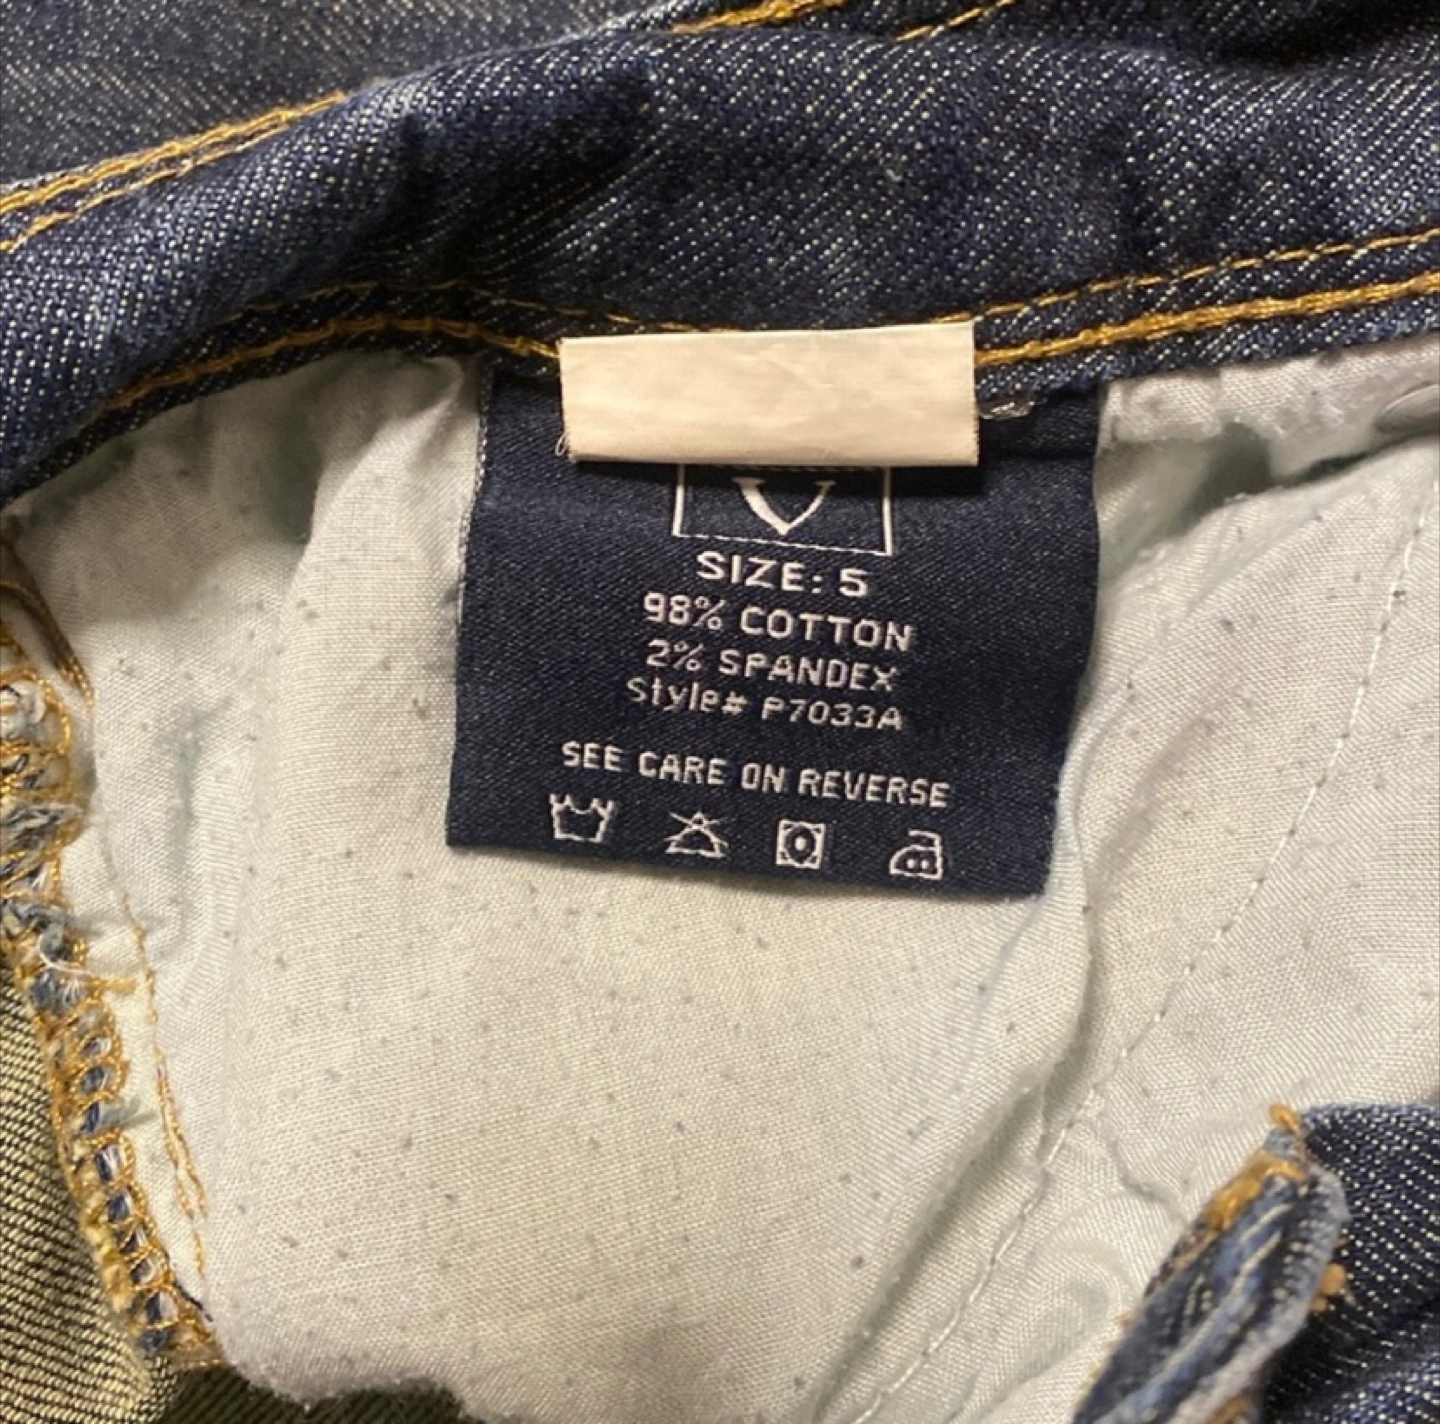 V
SIZE: 5
98% COTTON
2% SPANDEX
Style# P7033A
SEE CARE ON REVERSE